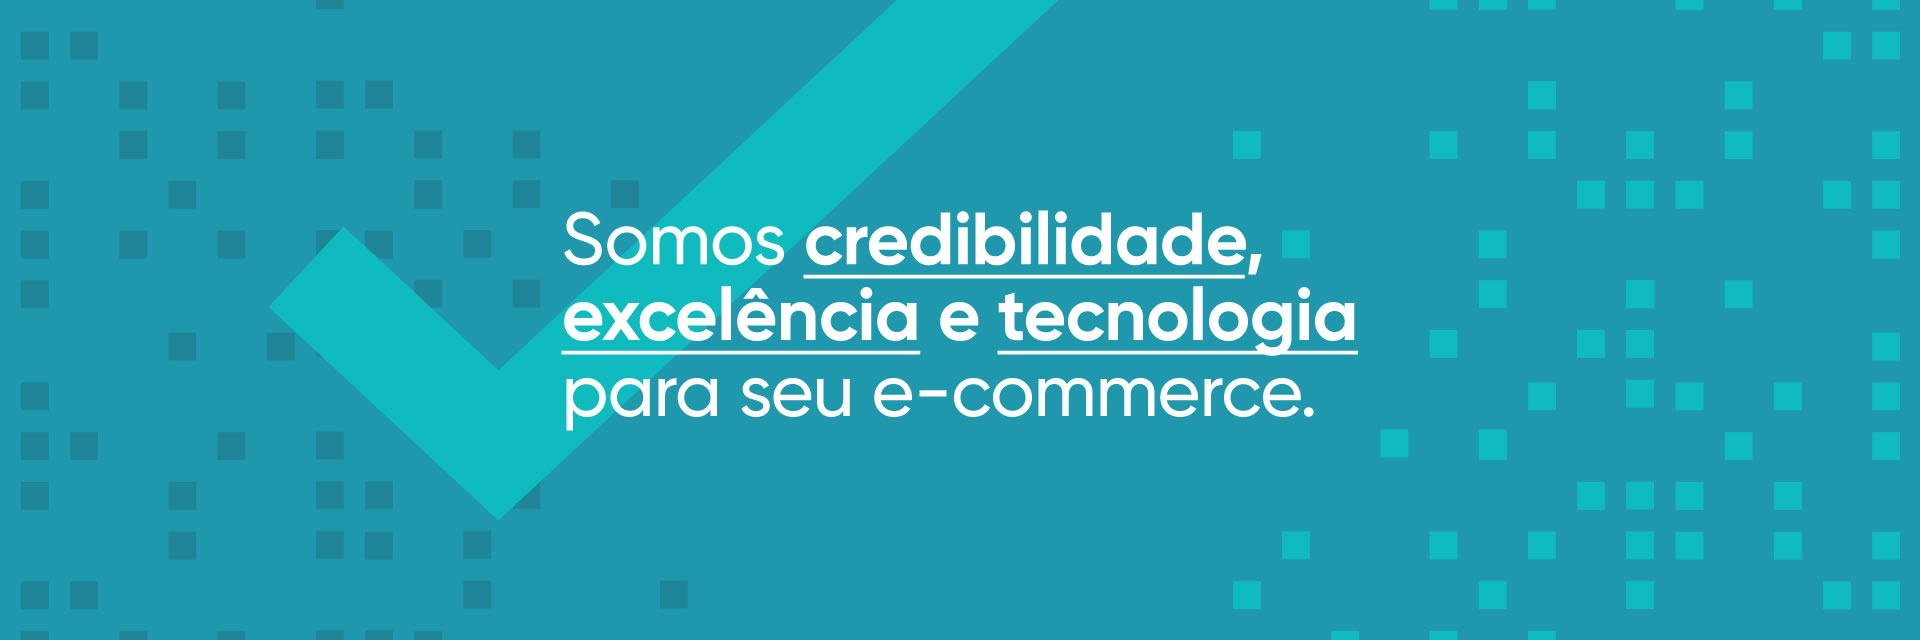 Somos credibilidade,
excelência e tecnologia
para seu e-commerce.